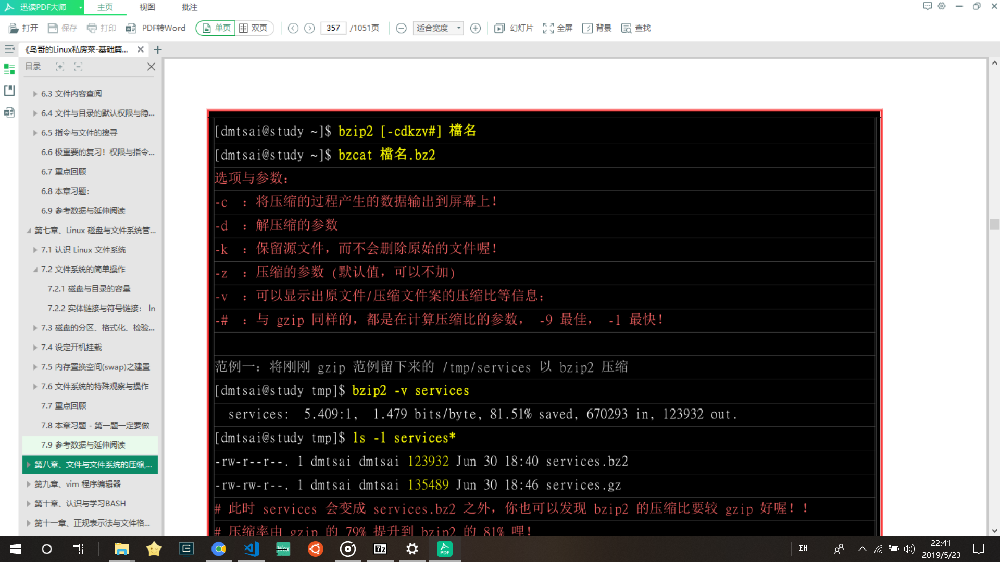 迅读PDF大师
主页
视图
批注
打开
保存
打印
PDF转Word
单页
双页
357
/1051页
适合宽度
幻灯片
全屏
背景
查找
《鸟哥的Linux私房菜-基础篇...
目录
6.3 文件内容查阅
6.4 文件与目录的默认权限与隐...
6.5 指令与文件的搜寻
6.6 极重要的复习！权限与指令...
6.7 重点回顾
6.8 本章习题：
6.9 参考数据与延伸阅读
第七章、Linux 磁盘与文件系统管...
7.1 认识 Linux 文件系统
7.2 文件系统的简单操作
7.2.1 磁盘与目录的容量
7.2.2 实体链接与符号链接： ln
7.3 磁盘的分区、格式化、检验...
7.4 设定开机挂载
7.5 内存置换空间(swap)之建置
7.6 文件系统的特殊观察与操作
7.7 重点回顾
7.8 本章习题 - 第一题一定要做
7.9 参考数据与延伸阅读
第八章、文件与文件系统的压缩,...
第九章、vim 程序编辑器
第十章、认识与学习BASH
第十一章、正规表示法与文件格...
[dmtsai@study ~]$ bzip2 [-cdkzv#] 檔名
[dmtsai@study ~]$ bzcat 檔名.bz2
选项与参数：
-c ：将压缩的过程产生的数据输出到屏幕上！
-d ：解压缩的参数
-k ：保留源文件，而不会删除原始的文件喔！
-z ：压缩的参数 (默认值，可以不加)
-v ：可以显示出原文件/压缩文件案的压缩比等信息；
-# ：与 gzip 同样的，都是在计算压缩比的参数， -9 最佳， -1 最快！
范例一：将刚刚 gzip 范例留下来的 /tmp/services 以 bzip2 压缩
[dmtsai@study tmp]$ bzip2 -v services
services: 5.409:1, 1.479 bits/byte, 81.51% saved, 670293 in, 123932 out.
[dmtsai@study tmp]$ ls -l services*
-rw-r--r--. 1 dmtsai dmtsai 123932 Jun 30 18:40 services.bz2
-rw-rw-r--. 1 dmtsai dmtsai 135489 Jun 30 18:46 services.gz
# 此时 services 会变成 services.bz2 之外，你也可以发现 bzip2 的压缩比要较 gzip 好喔！！
# 压缩率由 gzip 的 79% 提升到 bzip2 的 81% 哩！
Wox
7z
PDF
EN
22:41
2019/5/23